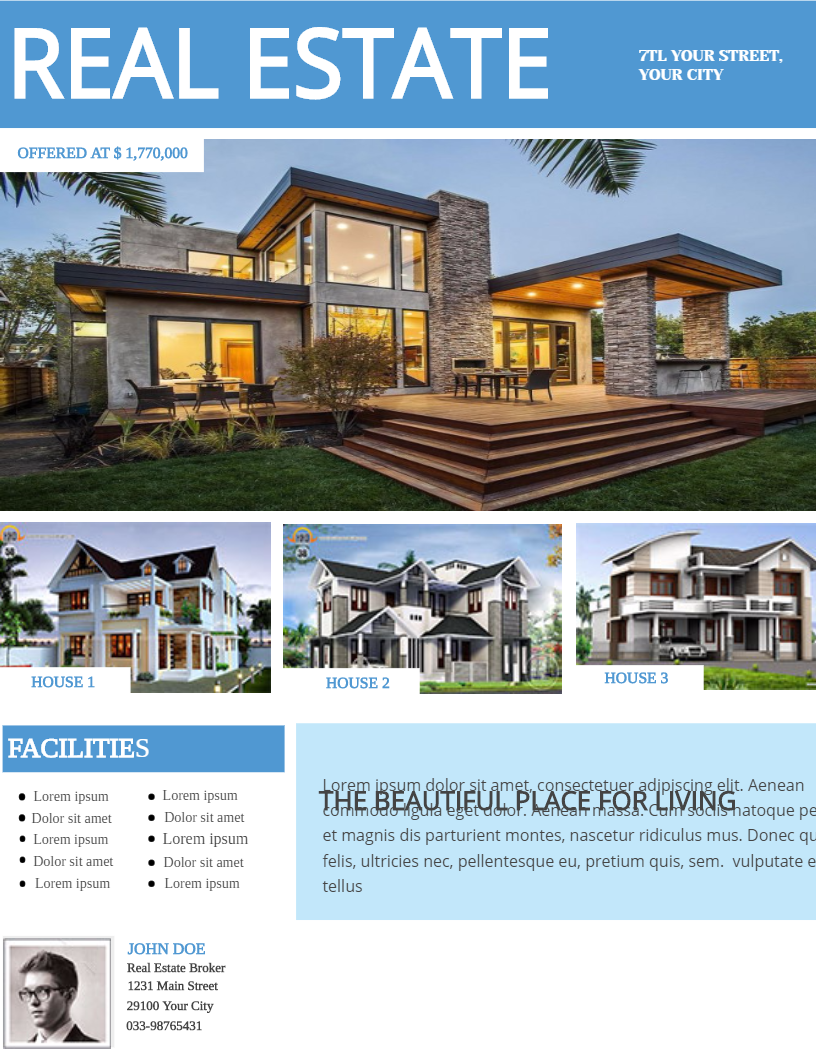 REAL ESTATE
7TL YOUR STREET,
YOUR CITY
OFFERED AT $ 1,770,000
HOUSE 1
HOUSE 2
HOUSE 3
FACILITIES
Lorem ipsum
Dolor sit amet
Lorem ipsum
Dolor sit amet
Lorem ipsum
Lorem ipsum
Dolor sit amet
Lorem ipsum
Dolor sit amet
Lorem ipsum
THE BEAUTIFUL PLACE FOR LIVING
Lorem ipsum dolor sit amet, consectetuer adipiscing elit. Aenean
commodo ligula eget dolor. Aenean massa. Cum sociis natoque pe
et magnis dis parturient montes, nascetur ridiculus mus. Donec qu
felis, ultricies nec, pellentesque eu, pretium quis, sem. vulputate e
tellus
JOHN DOE
Real Estate Broker
1231 Main Street
29100 Your City
033-98765431